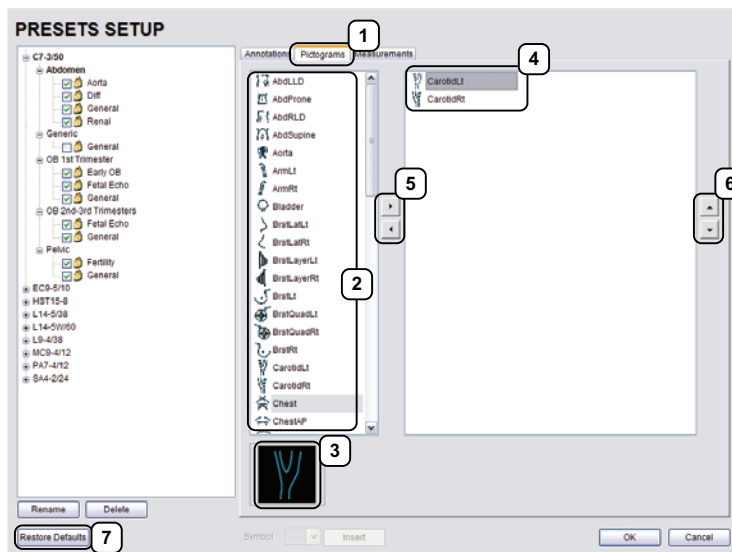 PRESETS SETUP
C7-3/50
Abdomen
Aorta
Diff
General
Renal
Generic
General
OB 1st Trimester
Early OB
Fetal Echo
General
OB 2nd-3rd Trimesters
Fetal Echo
General
Pelvic
Fertility
General
EC9-5/10
HST15-8
L14-5/38
L14-5W/60
L9-4/38
MC9-4/12
PA7-4/12
SA4-2/24
Rename Delete
Restore Defaults 7
1
Annotations Pictograms Measurements
AbdLLD
AbdProne
AbdRLD
AbdSupine
Aorta
ArmLt
ArmRt
Bladder
BrstLatLt
BrstLatRt
BrstLayerLt
BrstLayerRt
BrstLt
BrstQuadLt
BrstQuadRt
BrstRt
CarotidLt
CarotidRt
Chest
ChestAP
2
3
4
CarotidLt
CarotidRt
5
6
Symbol Insert
OK Cancel